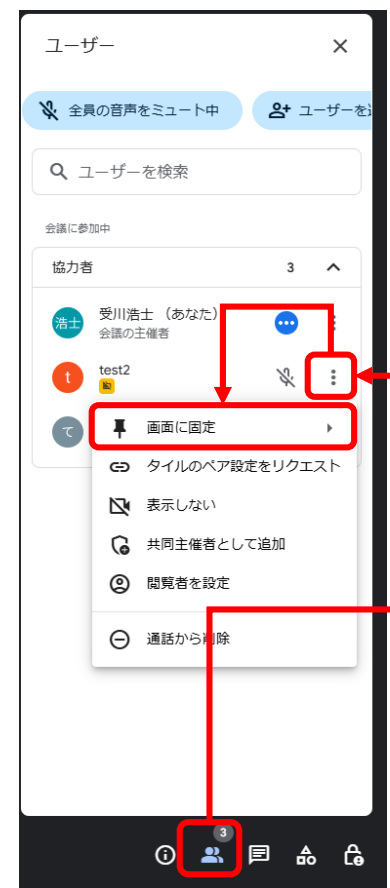 ユーザー
全員の音声をミュート中
ユーザーを
ユーザーを検索
会議に参加中
協力者 3
浩士
受川浩士 （あなた）
会議の主催者
t
test2
て
画面に固定
タイルのペア設定をリクエスト
表示しない
共同主催者として追加
閲覧者を設定
通話から削除
3